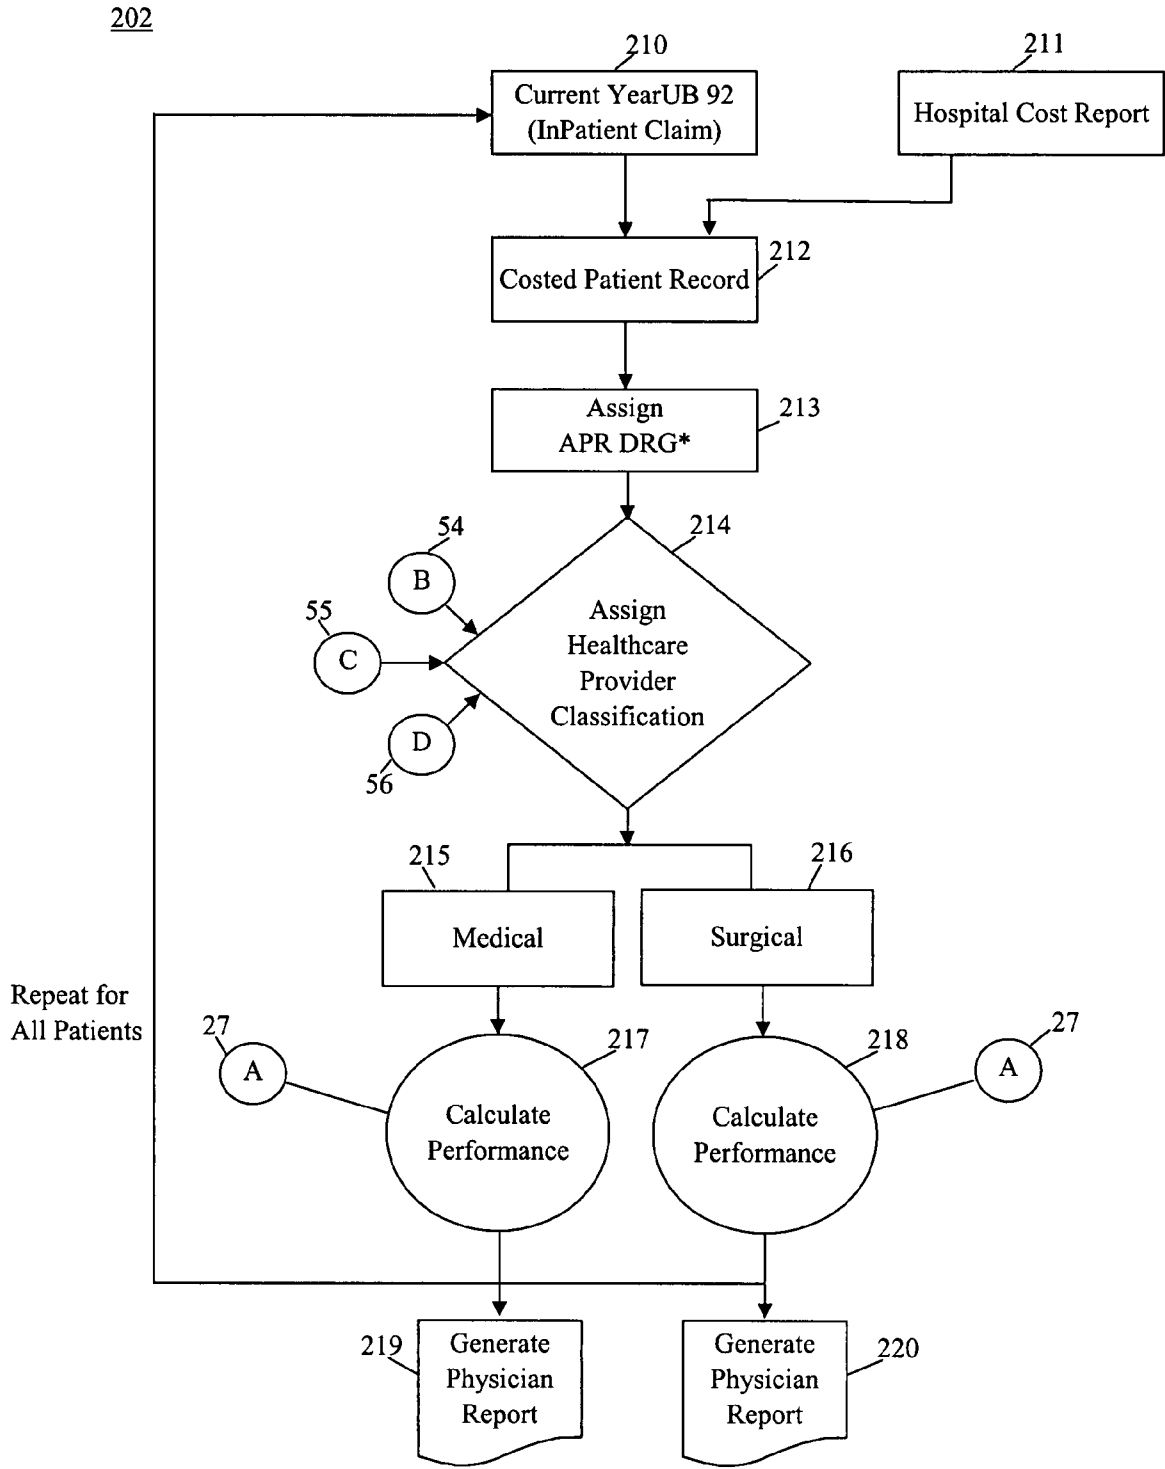 202
210
211
Current YearUB 92
(InPatient Claim)
Hospital Cost Report
212
Costed Patient Record
213
Assign
APR DRG*
54
214
B
55
Assign
Healthcare
Provider
Classification
C
D
56
215
216
Medical
Surgical
Repeat for
All Patients
27
217
218
27
A
A
Calculate
Performance
Calculate
Performance
219
Generate
Physician
Report
Generate
Physician
Report
220